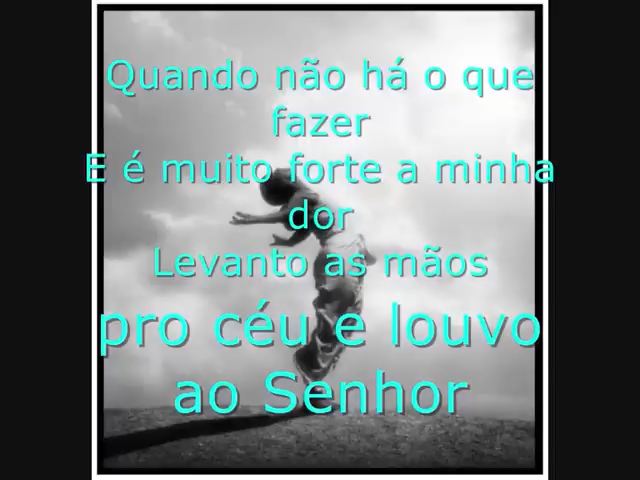 Quando não há o que
fazer
E é muito forte a minha
dor
Levanto as mãos
pro céu e louvo
ao Senhor